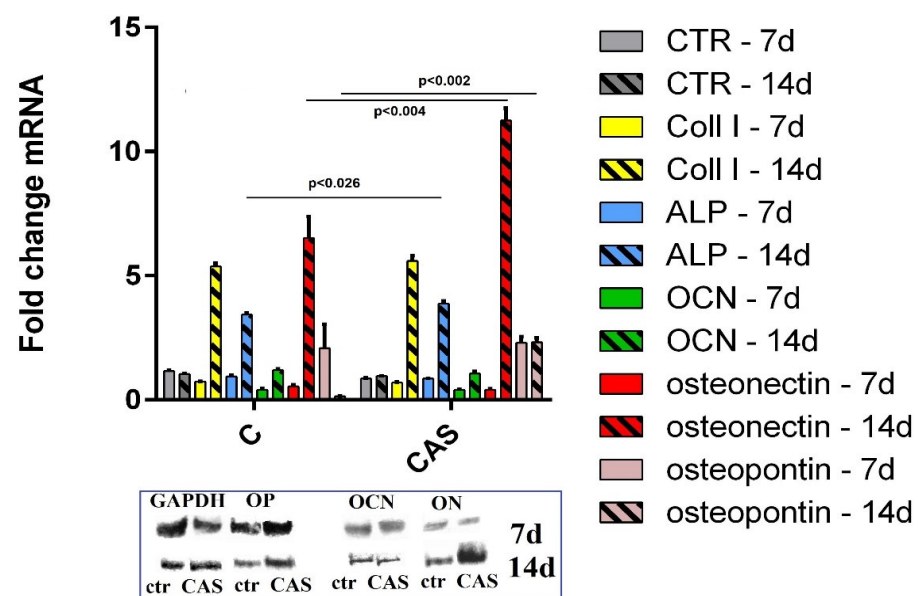 Fold change mRNA
15
10
5
0
p<0.002
p<0.004
p<0.026
C
CAS
CTR - 7d
CTR - 14d
Coll I - 7d
Coll I - 14d
ALP - 7d
ALP - 14d
OCN - 7d
OCN - 14d
osteonectin - 7d
osteonectin - 14d
osteopontin - 7d
osteopontin - 14d
GAPDH OP OCN ON
7d
14d
ctr CAS ctr CAS ctr CAS ctr CAS